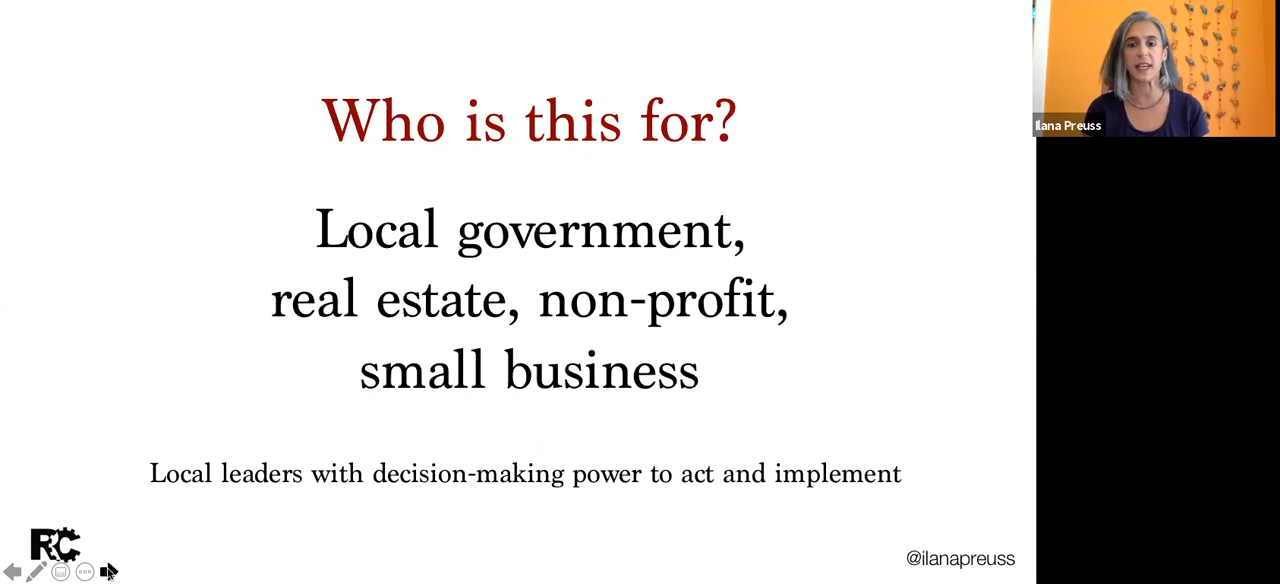 Who is this for?
Local government,
real estate, non-profit,
small business
Local leaders with decision-making power to act and implement
RC
@ilanapreuss
Ilana Preuss